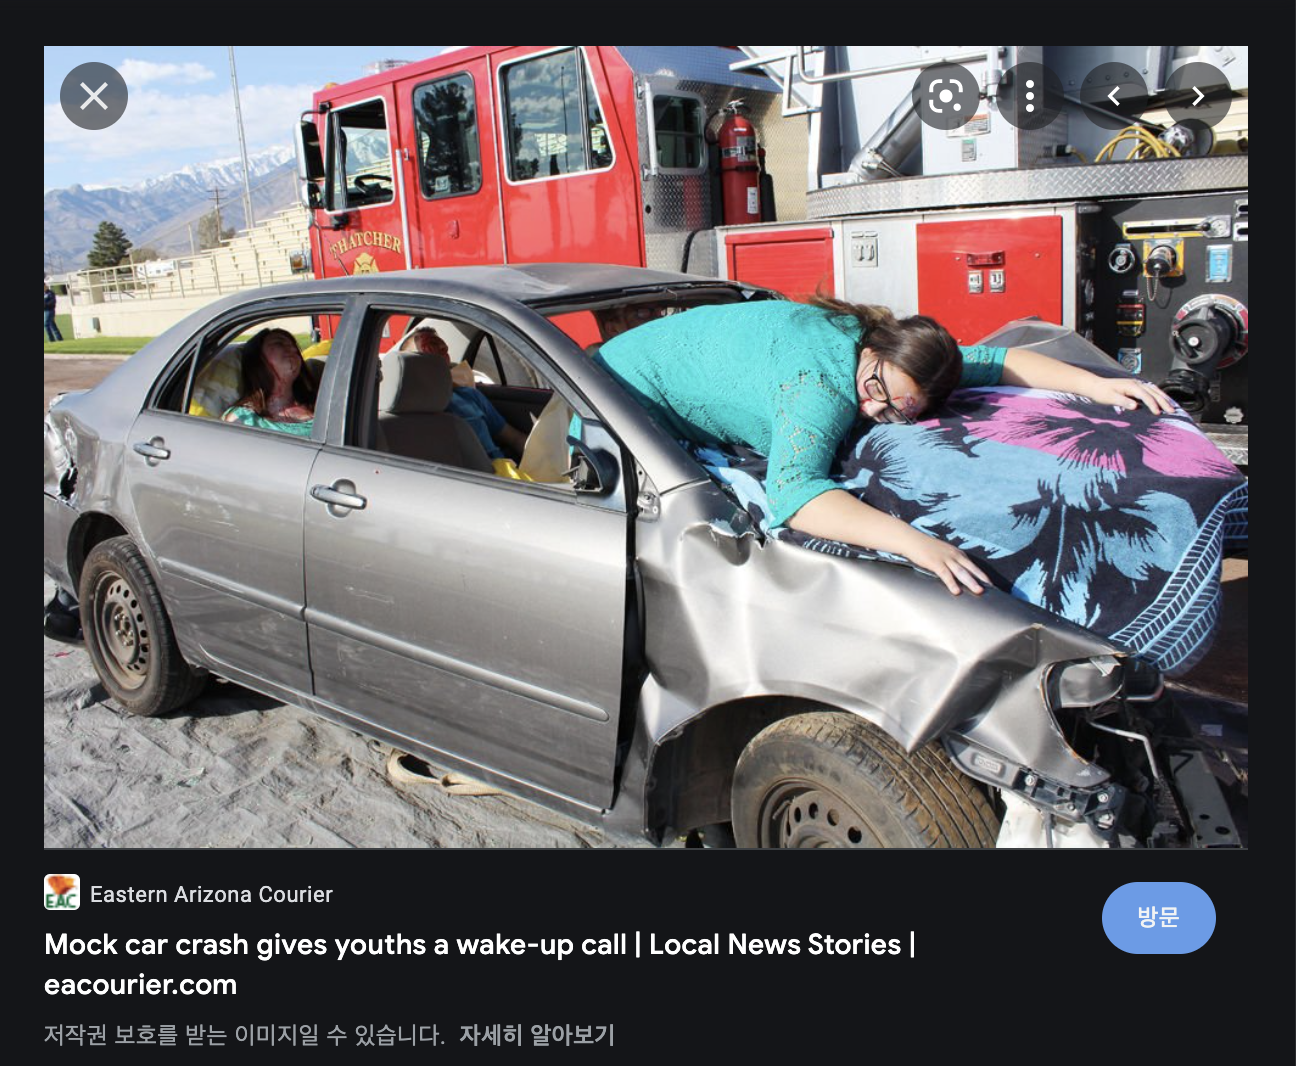 THATCHER
EAC
Eastern Arizona Courier
방문
Mock car crash gives youths a wake-up call | Local News Stories |
eacourier.com
저작권 보호를 받는 이미지일 수 있습니다. 자세히 알아보기